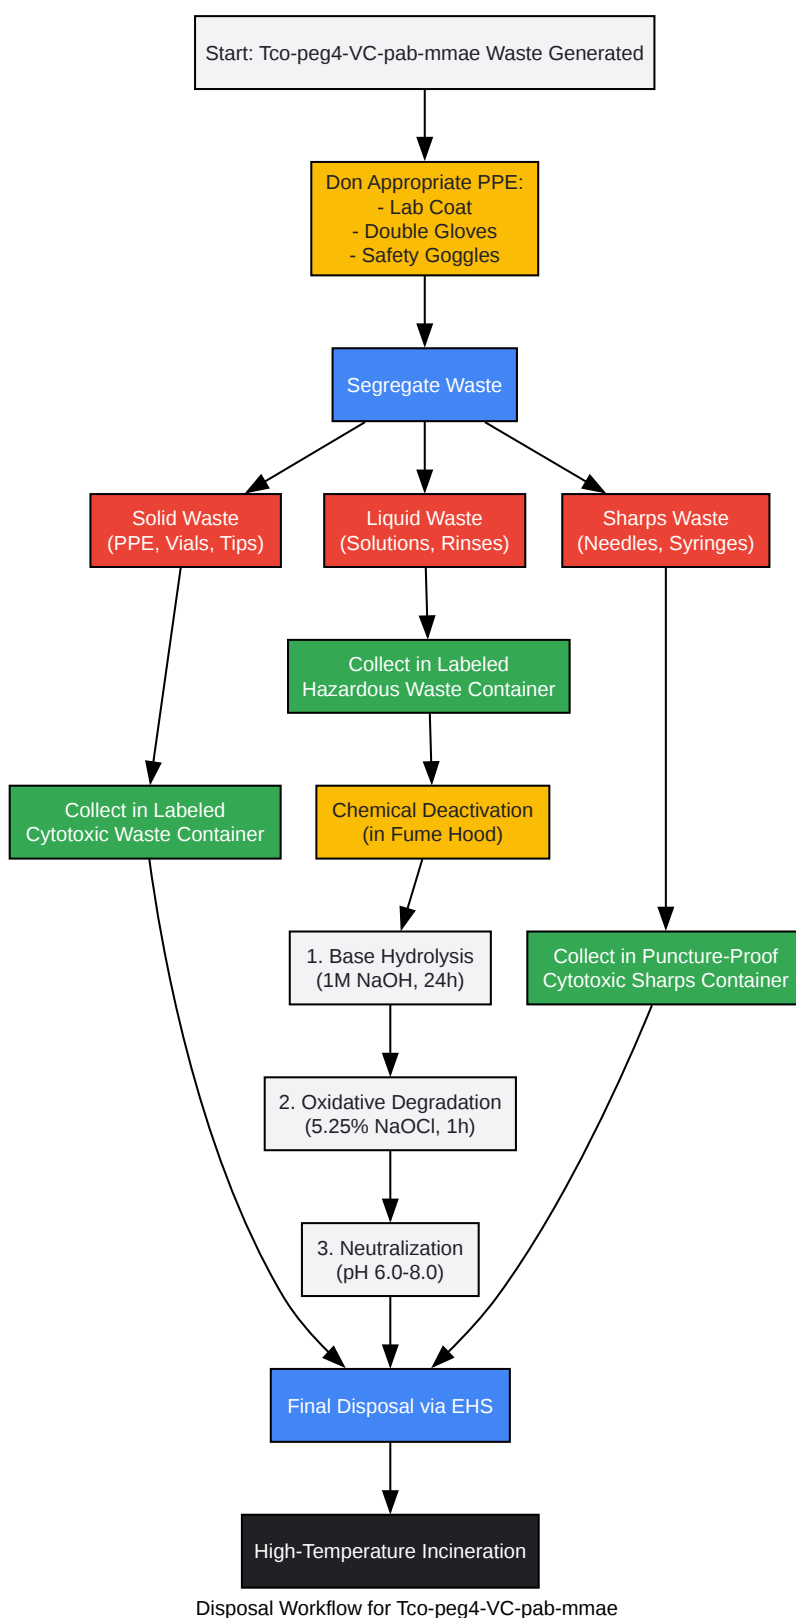 Start: Tco-peg4-VC-pab-mmae Waste Generated
Don Appropriate PPE:
- Lab Coat
- Double Gloves
- Safety Goggles
Segregate Waste
Solid Waste
(PPE, Vials, Tips)
Liquid Waste
(Solutions, Rinses)
Sharps Waste
(Needles, Syringes)
Collect in Labeled
Hazardous Waste Container
Collect in Labeled
Cytotoxic Waste Container
Chemical Deactivation
(in Fume Hood)
1. Base Hydrolysis
(1M NaOH, 24h)
Collect in Puncture-Proof
Cytotoxic Sharps Container
2. Oxidative Degradation
(5.25% NaOCl, 1h)
3. Neutralization
(pH 6.0-8.0)
Final Disposal via EHS
High-Temperature Incineration
Disposal Workflow for Tco-peg4-VC-pab-mmae